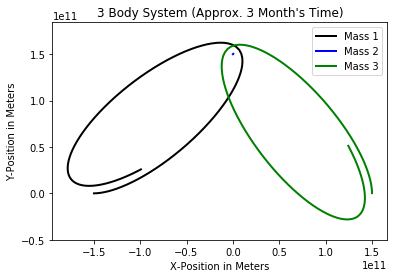 3 Body System (Approx. 3 Month's Time)
1e11
Mass 1
Mass 2
Mass 3
Y-Position in Meters
1.5
1.0
0.5
0.0
−0.5
−1.5 −1.0 −0.5 0.0 0.5 1.0 1.5
1e11
X-Position in Meters